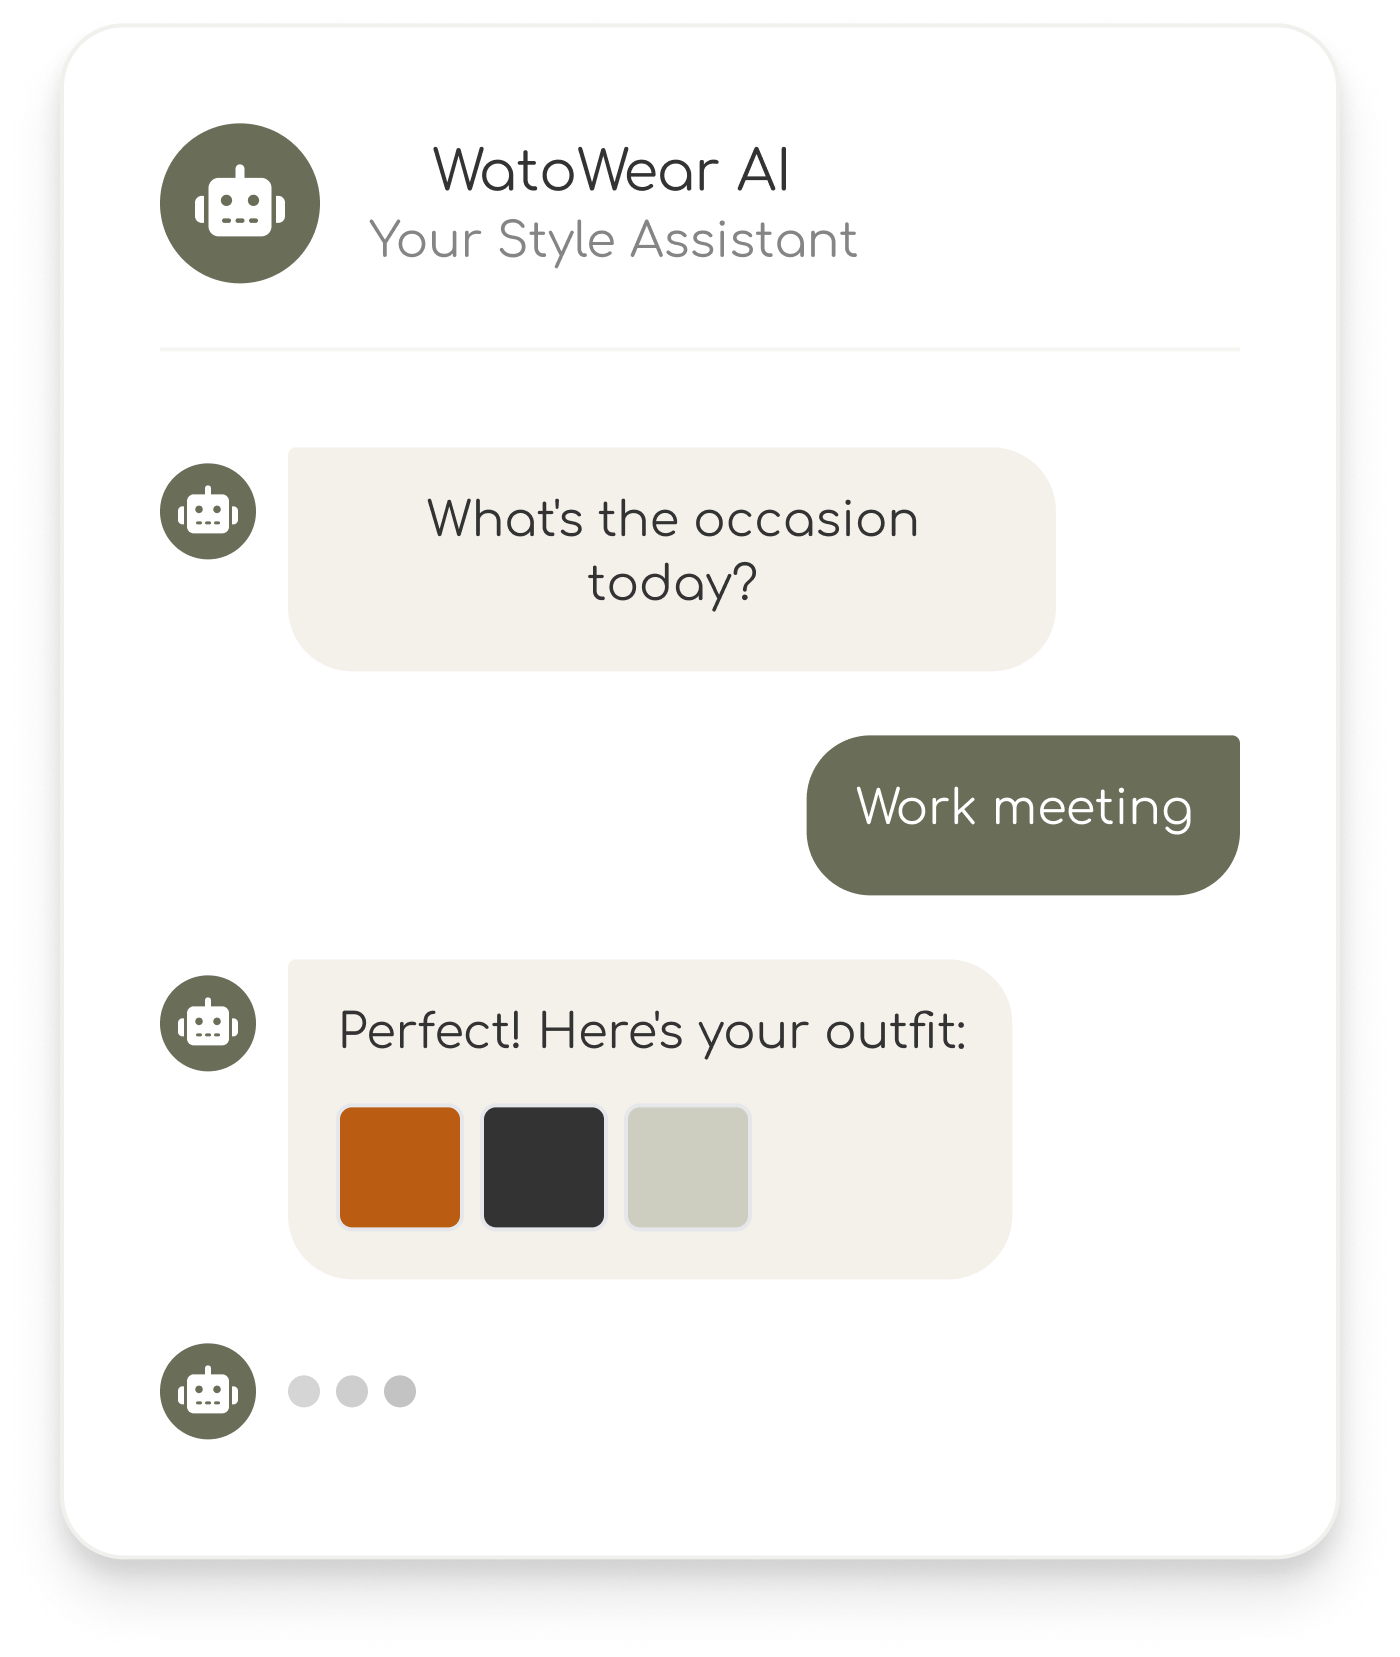 WatoWear AI
Your Style Assistant
What's the occasion
today?
Work meeting
Perfect! Here's your outfit: